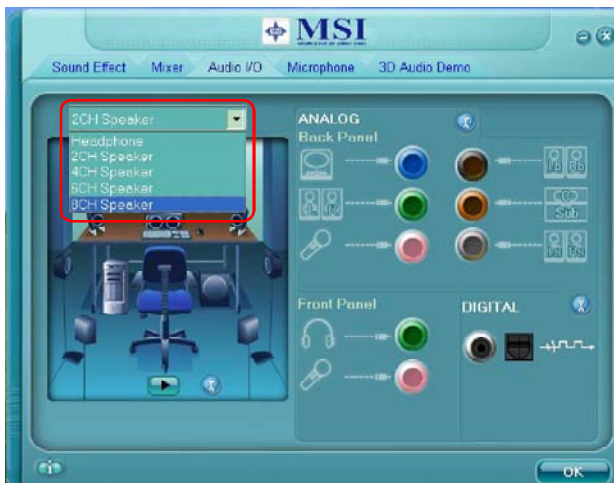 MSI
Sound Effect
Mixer
Audio I/O
Microphone
3D Audio Demo
2CH Speaker
Headphone
2CH Speaker
4CH Speaker
6CH Speaker
8CH Speaker
ANALOG
Back Panel
Sub
Front Panel
DIGITAL
OK